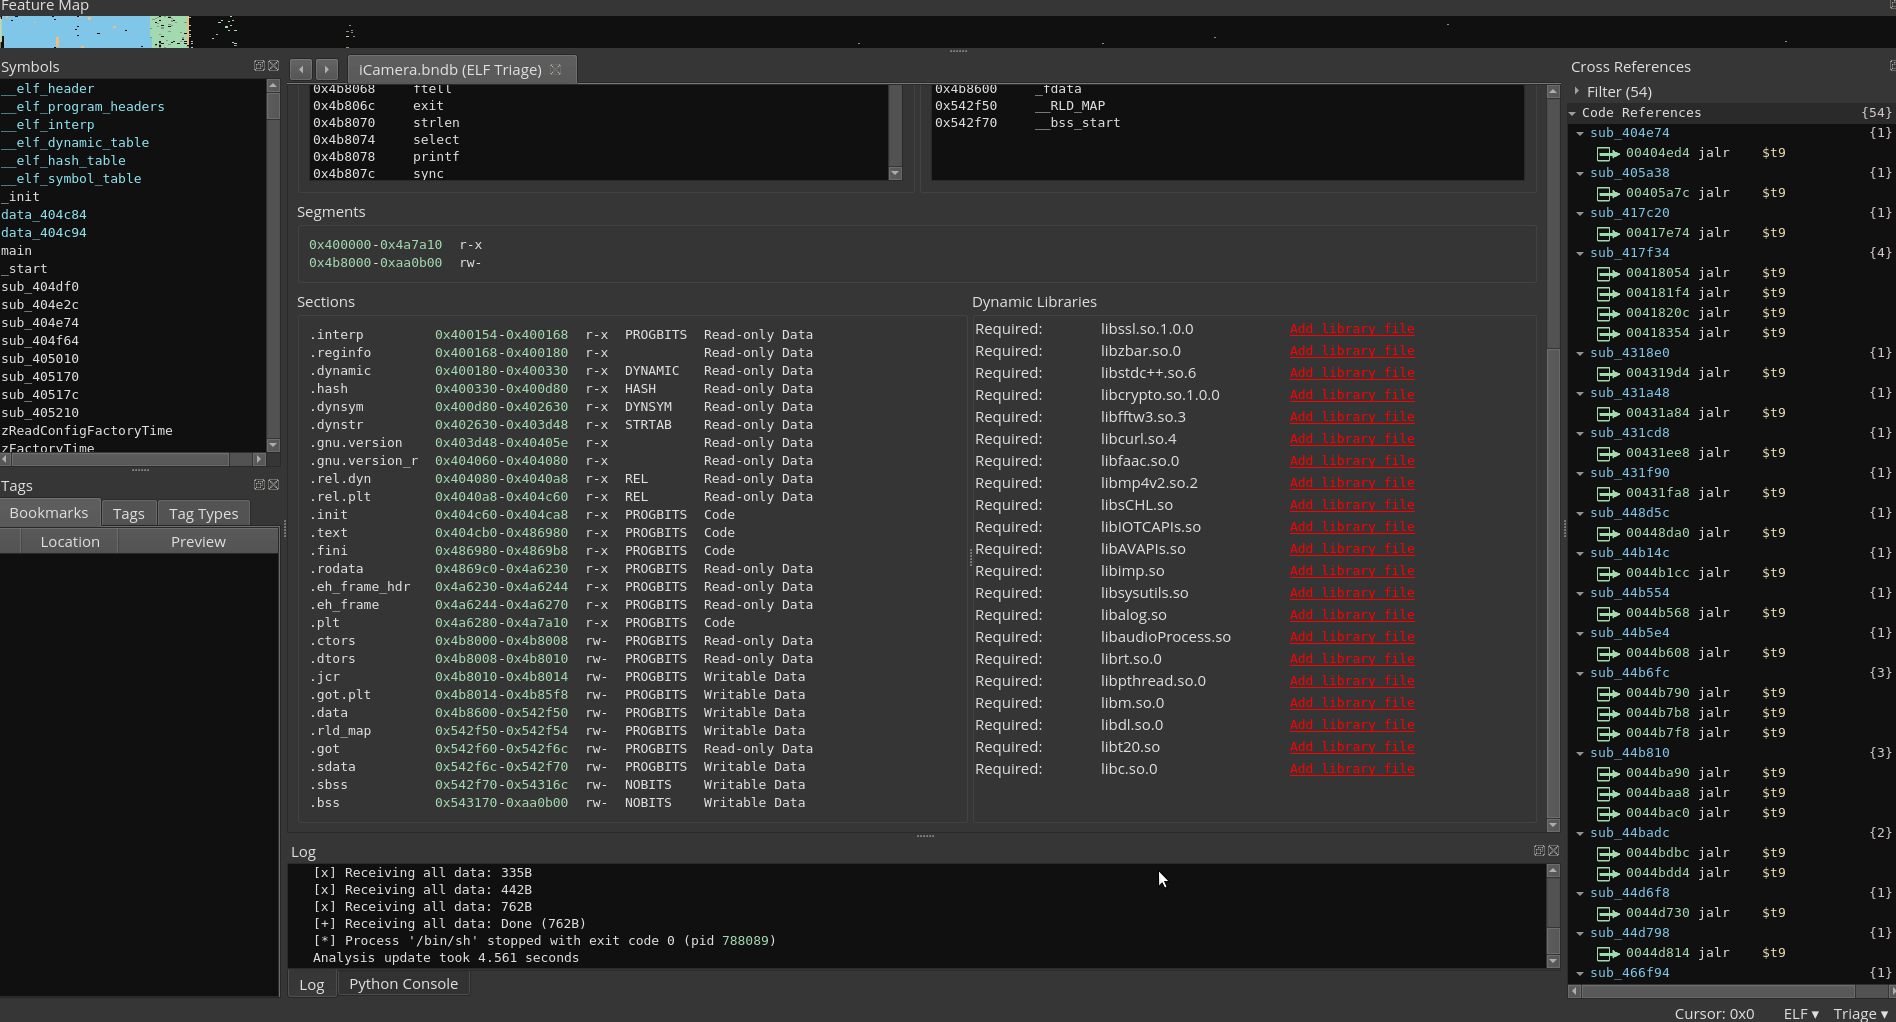 Feature Map
Symbols
__elf_header
__elf_program_headers
__elf_interp
__elf_dynamic_table
__elf_hash_table
__elf_symbol_table
_init
data_404c84
data_404c94
main
_start
sub_404df0
sub_404e2c
sub_404e74
sub_404f64
sub_405010
sub_405170
sub_40517c
sub_405210
zReadConfigFactoryTime
zFactoryTime
Tags
Bookmarks Tags Tag Types
Location Preview
iCamera.bndb (ELF Triage)
0x4b8068 ftell
0x4b806c exit
0x4b8070 strlen
0x4b8074 select
0x4b8078 printf
0x4b807c sync
0x4b8600 _fdata
0x542f50 __RLD_MAP
0x542f70 __bss_start
Segments
0x400000-0x4a7a10 r-x
0x4b8000-0xaa0b00 rw-
Sections
.interp 0x400154-0x400168 r-x PROGBITS Read-only Data
.reginfo 0x400168-0x400180 r-x Read-only Data
.dynamic 0x400180-0x400330 r-x DYNAMIC Read-only Data
.hash 0x400330-0x400d80 r-x HASH Read-only Data
.dynsym 0x400d80-0x402630 r-x DYNSYM Read-only Data
.dynstr 0x402630-0x403d48 r-x STRTAB Read-only Data
.gnu.version 0x403d48-0x40405e r-x Read-only Data
.gnu.version_r 0x404060-0x404080 r-x Read-only Data
.rel.dyn 0x404080-0x4040a8 r-x REL Read-only Data
.rel.plt 0x4040a8-0x404c60 r-x REL Read-only Data
.init 0x404c60-0x404ca8 r-x PROGBITS Code
.text 0x404cb0-0x486980 r-x PROGBITS Code
.fini 0x486980-0x4869b8 r-x PROGBITS Code
.rodata 0x4869c0-0x4a6230 r-x PROGBITS Read-only Data
.eh_frame_hdr 0x4a6230-0x4a6244 r-x PROGBITS Read-only Data
.eh_frame 0x4a6244-0x4a6270 r-x PROGBITS Read-only Data
.plt 0x4a6280-0x4a7a10 r-x PROGBITS Code
.ctors 0x4b8000-0x4b8008 rw- PROGBITS Read-only Data
.dtors 0x4b8008-0x4b8010 rw- PROGBITS Read-only Data
.jcr 0x4b8010-0x4b8014 rw- PROGBITS Writable Data
.got.plt 0x4b8014-0x4b85f8 rw- PROGBITS Writable Data
.data 0x4b8600-0x542f50 rw- PROGBITS Writable Data
.rld_map 0x542f50-0x542f54 rw- PROGBITS Writable Data
.got 0x542f60-0x542f6c rw- PROGBITS Read-only Data
.sdata 0x542f6c-0x542f70 rw- PROGBITS Writable Data
.sbss 0x542f70-0x54316c rw- NOBITS Writable Data
.bss 0x543170-0xaa0b00 rw- NOBITS Writable Data
Dynamic Libraries
Required: libssl.so.1.0.0 Add library file
Required: libzbar.so.0 Add library file
Required: libstdc++.so.6 Add library file
Required: libcrypto.so.1.0.0 Add library file
Required: libfftw3.so.3 Add library file
Required: libcurl.so.4 Add library file
Required: libfaac.so.0 Add library file
Required: libmp4v2.so.2 Add library file
Required: libsCHL.so Add library file
Required: libIOTCAPIs.so Add library file
Required: libAVAPIs.so Add library file
Required: libimp.so Add library file
Required: libsysutils.so Add library file
Required: libalog.so Add library file
Required: libaudioProcess.so Add library file
Required: librt.so.0 Add library file
Required: libpthread.so.0 Add library file
Required: libm.so.0 Add library file
Required: libdl.so.0 Add library file
Required: libt20.so Add library file
Required: libc.so.0 Add library file
Log
[x] Receiving all data: 335B
[x] Receiving all data: 442B
[x] Receiving all data: 762B
[+] Receiving all data: Done (762B)
[*] Process '/bin/sh' stopped with exit code 0 (pid 788089)
Analysis update took 4.561 seconds
Log Python Console
Cross References
Filter (54)
Code References {54}
sub_404e74 {1}
00404ed4 jalr $t9
sub_405a38 {1}
00405a7c jalr $t9
sub_417c20 {1}
00417e74 jalr $t9
sub_417f34 {4}
00418054 jalr $t9
004181f4 jalr $t9
0041820c jalr $t9
00418354 jalr $t9
sub_4318e0 {1}
004319d4 jalr $t9
sub_431a48 {1}
00431a84 jalr $t9
sub_431cd8 {1}
00431ee8 jalr $t9
sub_431f90 {1}
00431fa8 jalr $t9
sub_448d5c {1}
00448da0 jalr $t9
sub_44b14c {1}
0044b1cc jalr $t9
sub_44b554 {1}
0044b568 jalr $t9
sub_44b5e4 {1}
0044b608 jalr $t9
sub_44b6fc {3}
0044b790 jalr $t9
0044b7b8 jalr $t9
0044b7f8 jalr $t9
sub_44b810 {3}
0044ba90 jalr $t9
0044baa8 jalr $t9
0044bac0 jalr $t9
sub_44badc {2}
0044bdbc jalr $t9
0044bdd4 jalr $t9
sub_44d6f8 {1}
0044d730 jalr $t9
sub_44d798 {1}
0044d814 jalr $t9
sub_466f94 {1}
Cursor: 0x0 ELF ▾ Triage ▾